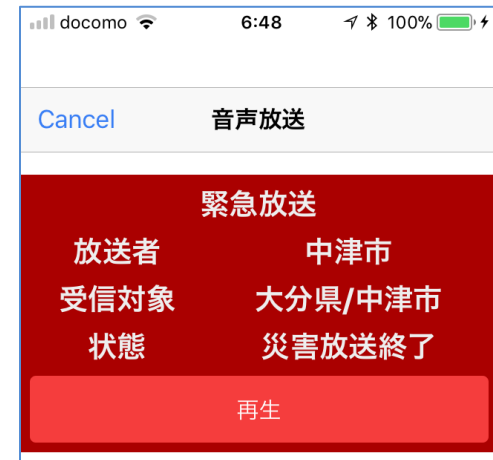 docomo 6:48 100%
Cancel 音声放送
緊急放送
放送者 中津市
受信対象 大分県/中津市
状態 災害放送終了
再生